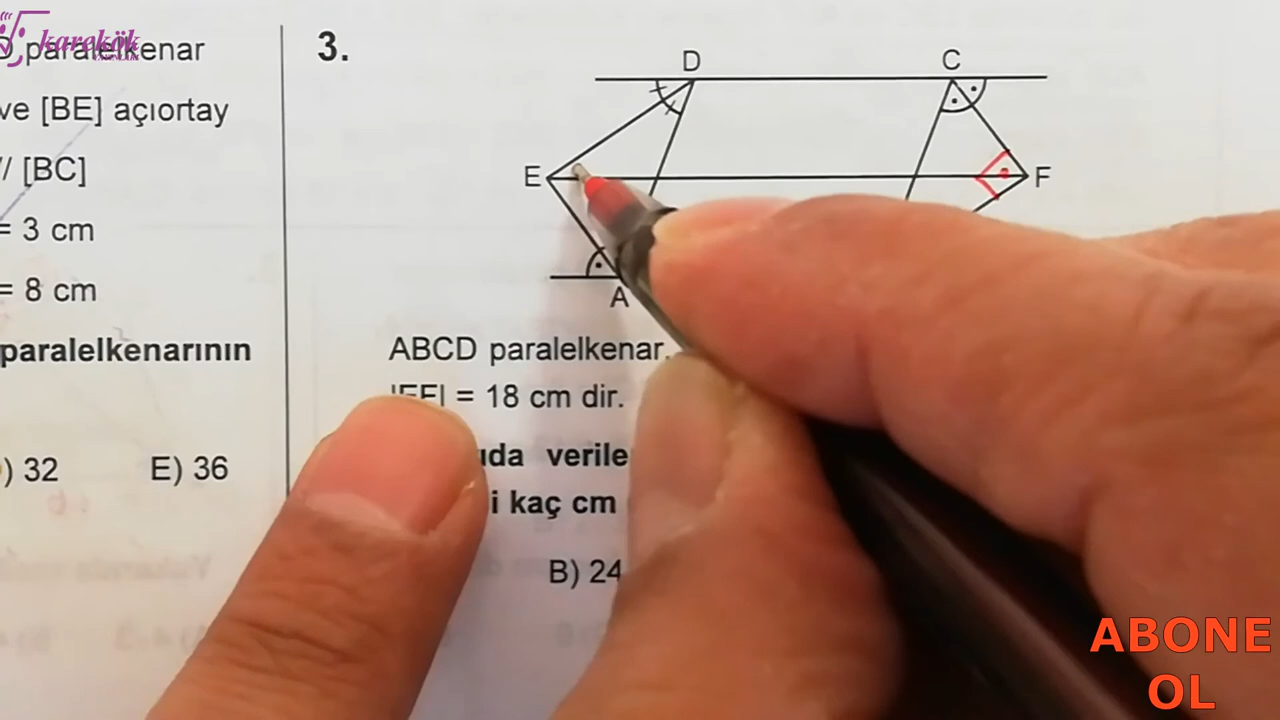 karekök
D paralelkenar
ve [BE] açıortay
// [BC]
= 3 cm
= 8 cm
paralelkenarının
) 32 E) 36
3.
D C
E F
A
ABCD paralelkenar.
|EF| = 18 cm dir.
verile
i kaç cm
B) 24
ABONE
OL